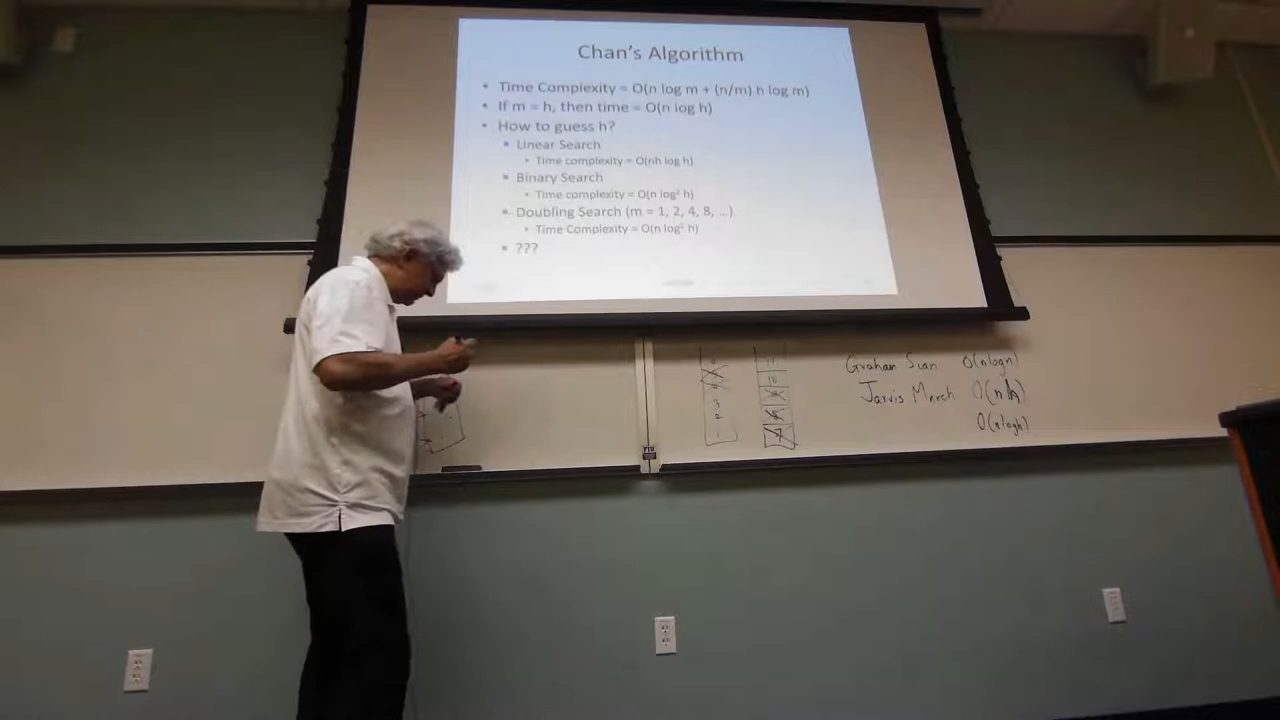 Chan's Algorithm
• Time Complexity = O(n log m + (n/m) h log m)
• If m = h, then time = O(n log h)
• How to guess h?
• Linear Search
• Time complexity = O(nh log h)
• Binary Search
• Time complexity = O(n log² h)
• Doubling Search (m = 1, 2, 4, 8, ...)
• Time Complexity = O(n log² h)
• ???
Graham Scan O(nlogn)
Jarvis March O(nh)
O(nlogh)